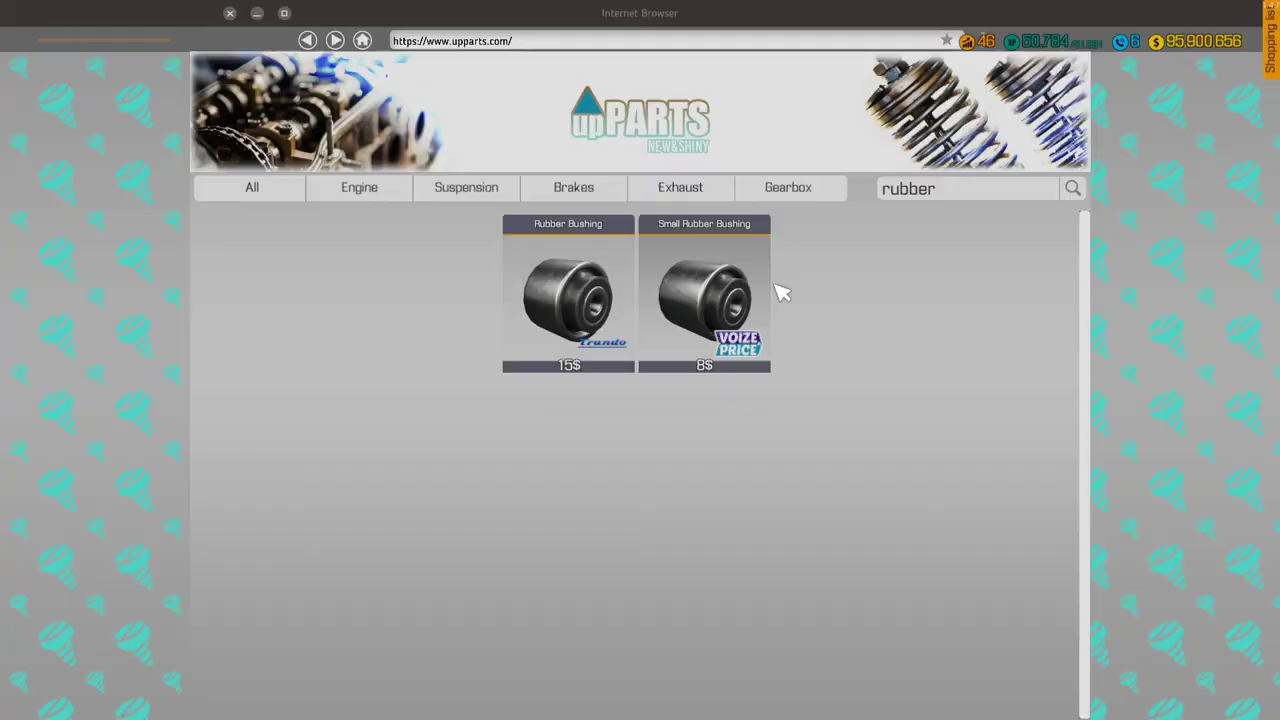 Internet Browser
https://www.upparts.com/
46
50.784
6
95.900.656
Shopping list
upPARTS
NEW&SHINY
All
Engine
Suspension
Brakes
Exhaust
Gearbox
rubber
Rubber Bushing
Small Rubber Bushing
Trundo
VOIZE
PRICE
15$
8$